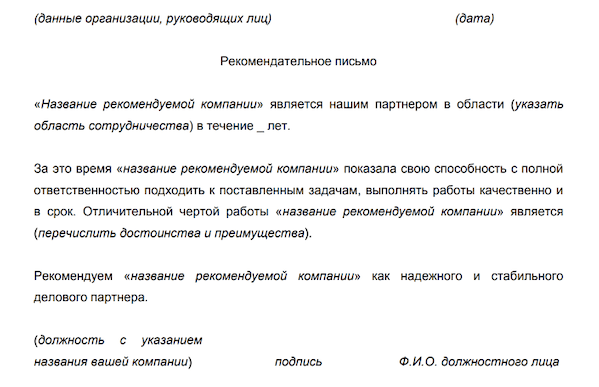 (данные организации, руководящих лиц) (дата)
Рекомендательное письмо
«Название рекомендуемой компании» является нашим партнером в области (указать
область сотрудничества) в течение _ лет.
За это время «название рекомендуемой компании» показала свою способность с полной
ответственностью подходить к поставленным задачам, выполнять работы качественно и
в срок. Отличительной чертой работы «название рекомендуемой компании» является
(перечислить достоинства и преимущества).
Рекомендуем «название рекомендуемой компании» как надежного и стабильного
делового партнера.
(должность с указанием
названия вашей компании) подпись Ф.И.О. должностного лица